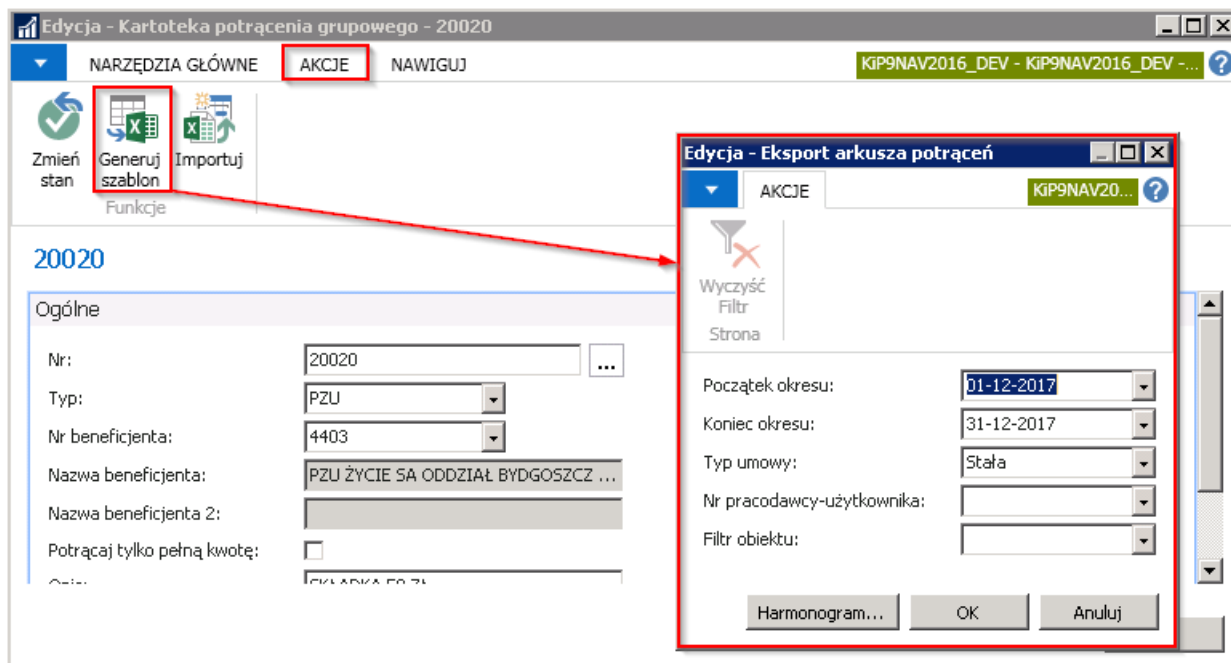 Edycja - Kartoteka potrącenia grupowego - 20020
NARZĘDZIA GŁÓWNE AKCJE NAWIGUJ
KiP9NAV2016_DEV - KiP9NAV2016_DEV -...
Zmień stan
Generuj szablon
Importuj
Funkcje
20020
Ogólne
Nr: 20020 ...
Typ: PZU
Nr beneficjenta: 4403
Nazwa beneficjenta: PZU ŻYCIE SA ODDZIAŁ BYDGOSZCZ ...
Nazwa beneficjenta 2:
Potrącaj tylko pełną kwotę:
Edycja - Eksport arkusza potrąceń
AKCJE
KiP9NAV20...
Wyczyść
Filtr
Strona
Początek okresu: 01-12-2017
Koniec okresu: 31-12-2017
Typ umowy: Stała
Nr pracodawcy-użytkownika:
Filtr obiektu:
Harmonogram... OK Anuluj